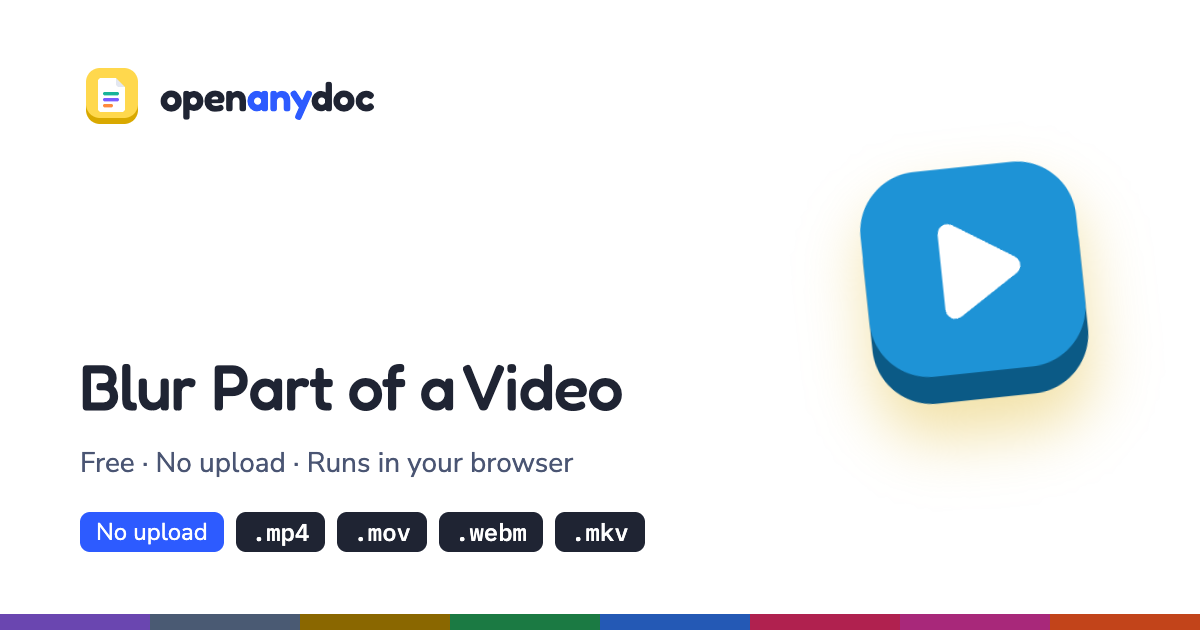 openanydoc
Blur Part of a Video
Free · No upload · Runs in your browser
No upload .mp4 .mov .webm .mkv